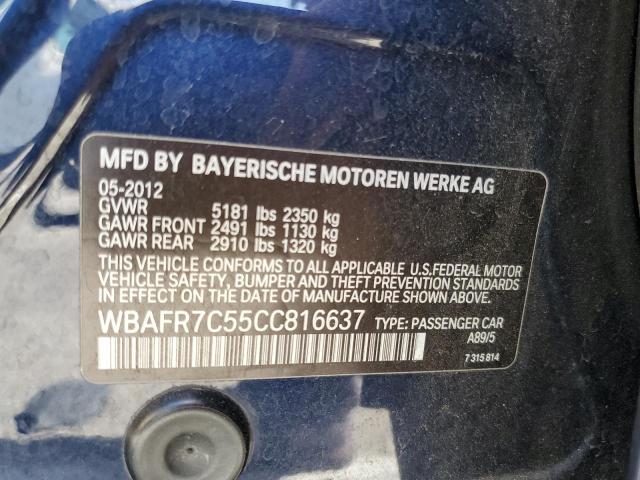 MFD BY BAYERISCHE MOTOREN WERKE AG
05-2012
GVWR 5181 lbs 2350 kg
GAWR FRONT 2491 lbs 1130 kg
GAWR REAR 2910 lbs 1320 kg
THIS VEHICLE CONFORMS TO ALL APPLICABLE U.S.FEDERAL MOTOR
VEHICLE SAFETY, BUMPER AND THEFT PREVENTION STANDARDS
IN EFFECT ON THE DATE OF MANUFACTURE SHOWN ABOVE.
WBAFR7C55CC816637 TYPE: PASSENGER CAR
A89/5
7 315 814